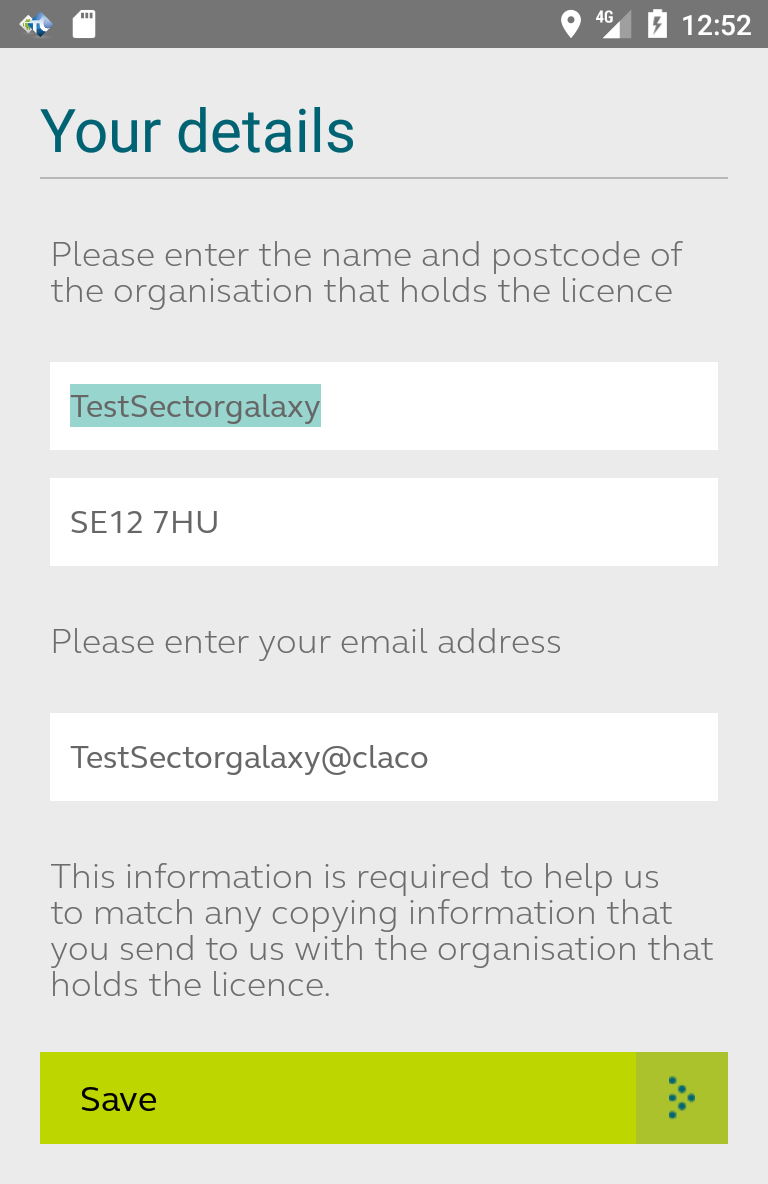 4G 12:52
Your details
Please enter the name and postcode of
the organisation that holds the licence
TestSectorgalaxy
SE12 7HU
Please enter your email address
TestSectorgalaxy@claco
This information is required to help us
to match any copying information that
you send to us with the organisation that
holds the licence.
Save